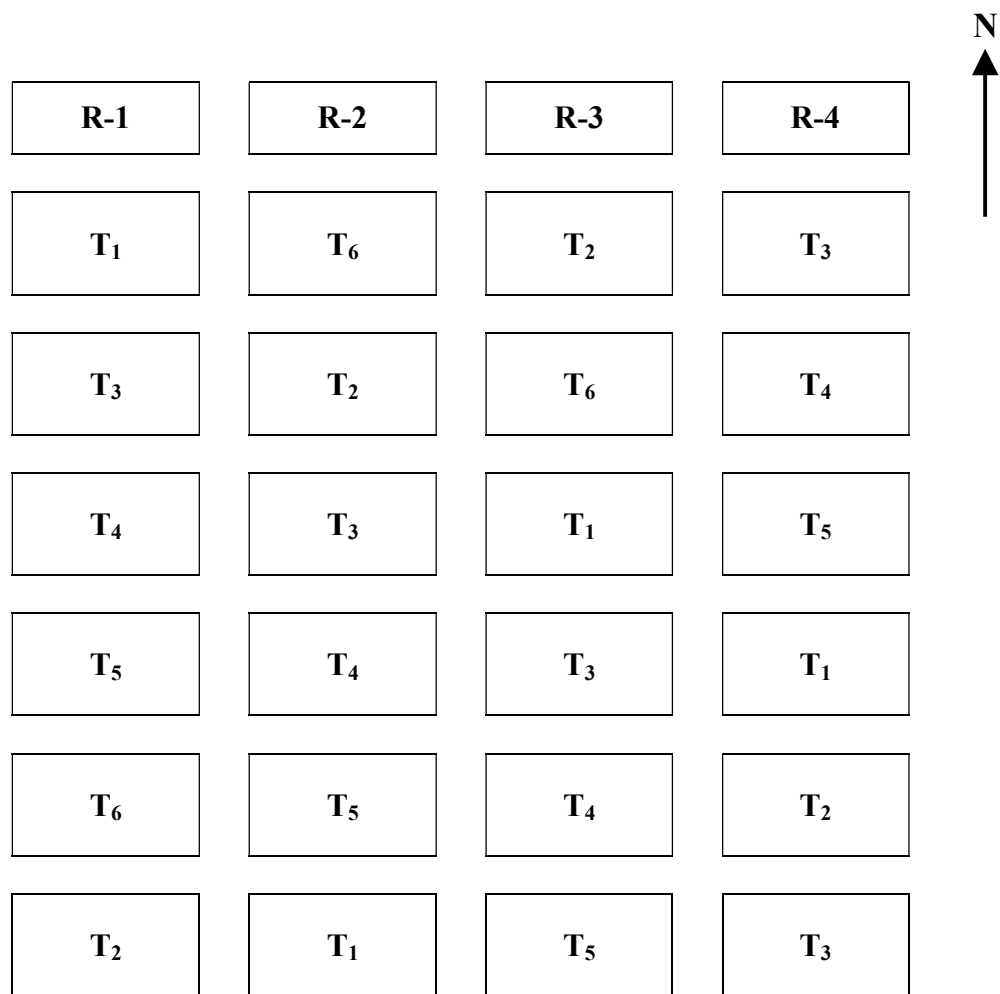 N
R-1 R-2 R-3 R-4
T₁ T₆ T₂ T₃
T₃ T₂ T₆ T₄
T₄ T₃ T₁ T₅
T₅ T₄ T₃ T₁
T₆ T₅ T₄ T₂
T₂ T₁ T₅ T₃